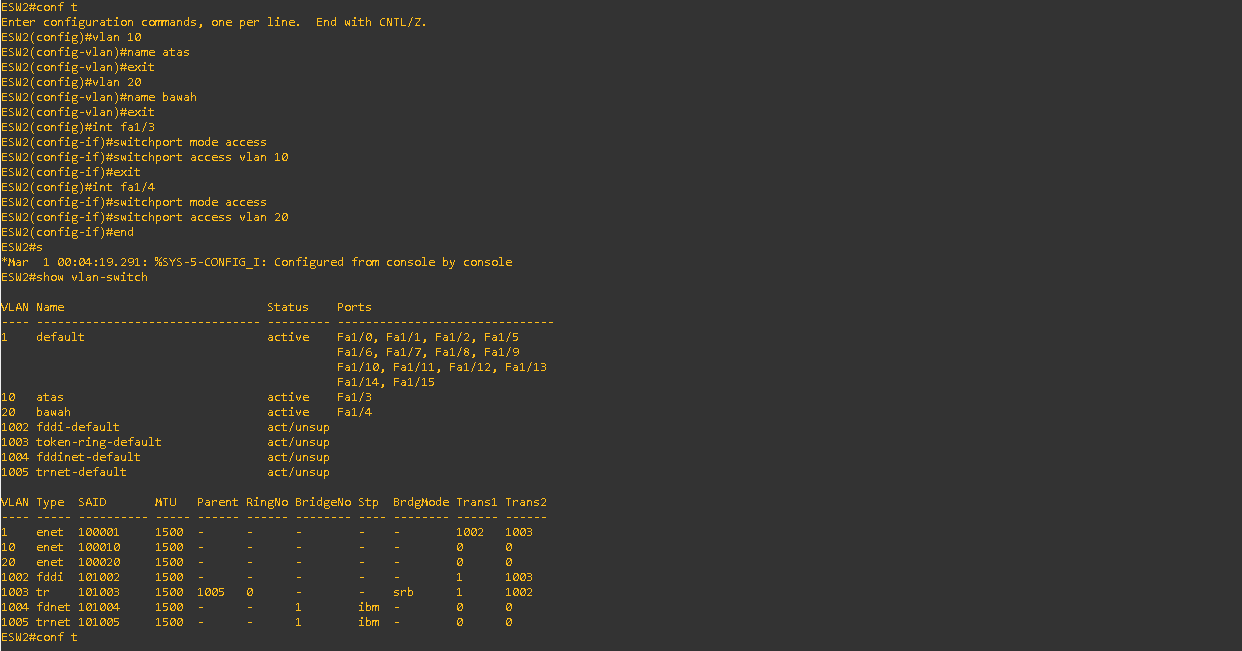 ESW2#conf t
Enter configuration commands, one per line.  End with CNTL/Z.
ESW2(config)#vlan 10
ESW2(config-vlan)#name atas
ESW2(config-vlan)#exit
ESW2(config)#vlan 20
ESW2(config-vlan)#name bawah
ESW2(config-vlan)#exit
ESW2(config)#int fa1/3
ESW2(config-if)#switchport mode access
ESW2(config-if)#switchport access vlan 10
ESW2(config-if)#exit
ESW2(config)#int fa1/4
ESW2(config-if)#switchport mode access
ESW2(config-if)#switchport access vlan 20
ESW2(config-if)#end
ESW2#s
*Mar  1 00:04:19.291: %SYS-5-CONFIG_I: Configured from console by console
ESW2#show vlan-switch

VLAN Name                             Status    Ports
---- -------------------------------- --------- -------------------------------
1    default                          active    Fa1/0, Fa1/1, Fa1/2, Fa1/5
                                                Fa1/6, Fa1/7, Fa1/8, Fa1/9
                                                Fa1/10, Fa1/11, Fa1/12, Fa1/13
                                                Fa1/14, Fa1/15
10   atas                             active    Fa1/3
20   bawah                            active    Fa1/4
1002 fddi-default                     act/unsup
1003 token-ring-default               act/unsup
1004 fddinet-default                  act/unsup
1005 trnet-default                    act/unsup

VLAN Type  SAID       MTU   Parent RingNo BridgeNo Stp  BrdgMode Trans1 Trans2
---- ----- ---------- ----- ------ ------ -------- ---- -------- ------ ------
1    enet  100001     1500  -      -      -        -    -        1002   1003
10   enet  100010     1500  -      -      -        -    -        0      0
20   enet  100020     1500  -      -      -        -    -        0      0
1002 fddi  101002     1500  -      -      -        -    -        1      1003
1003 tr    101003     1500  1005   0      -        -    srb      1      1002
1004 fdnet 101004     1500  -      -      1        ibm  -        0      0
1005 trnet 101005     1500  -      -      1        ibm  -        0      0
ESW2#conf t